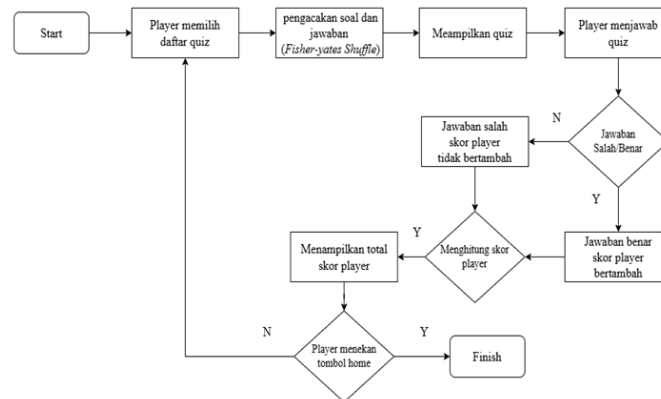 Start
Player memilih
daftar quiz
pengacakan soal dan
jawaban
(Fisher-yates Shuffle)
Meampilkan quiz
Player menjawab
quiz
N
Jawaban
Salah/Benar
Jawaban salah
skor player
tidak bertambah
Y
Jawaban benar
skor player
bertambah
Menghitung skor
player
Y
Menampilkan total
skor player
N
Player menekan
tombol home
Y
Finish